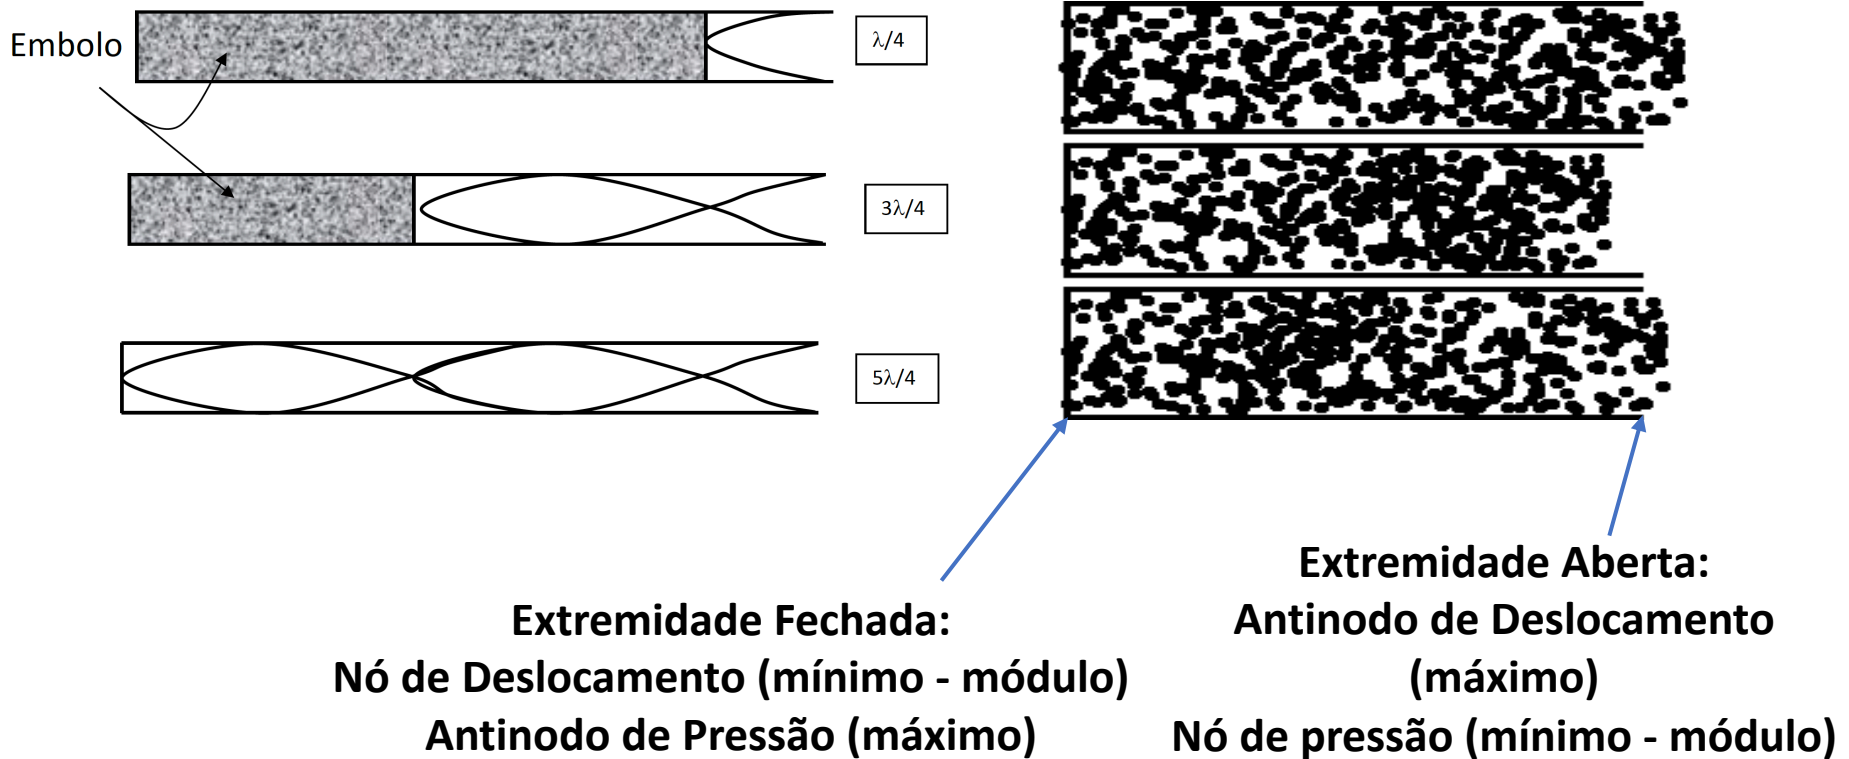 Embolo
λ/4
3λ/4
5λ/4
Extremidade Fechada:
Nó de Deslocamento (mínimo - módulo)
Antinodo de Pressão (máximo)
Extremidade Aberta:
Antinodo de Deslocamento
(máximo)
Nó de pressão (mínimo - módulo)